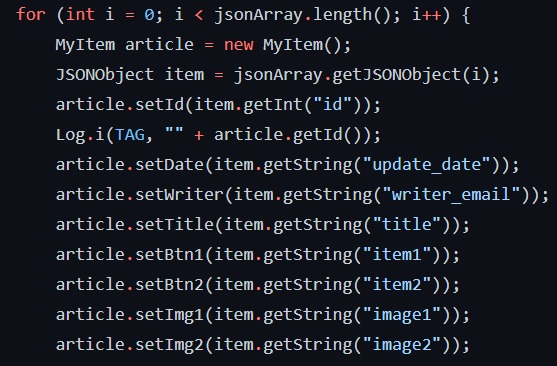 for (int i = 0; i < jsonArray.length(); i++) {
MyItem article = new MyItem();
JSONObject item = jsonArray.getJSONObject(i);
article.setId(item.getInt("id"));
Log.i(TAG, "" + article.getId());
article.setDate(item.getString("update_date"));
article.setWriter(item.getString("writer_email"));
article.setTitle(item.getString("title"));
article.setBtn1(item.getString("item1"));
article.setBtn2(item.getString("item2"));
article.setImg1(item.getString("image1"));
article.setImg2(item.getString("image2"));